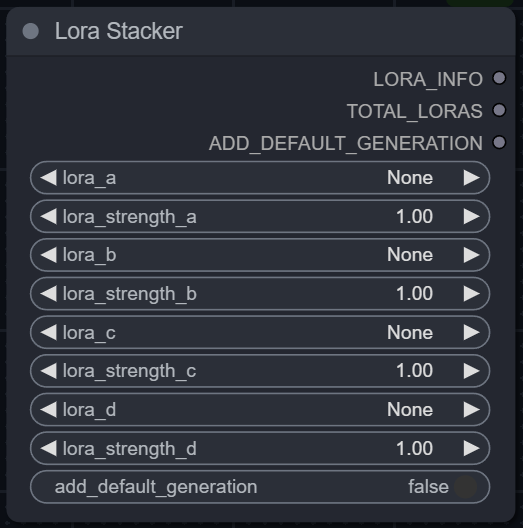 Lora Stacker
LORA_INFO
TOTAL_LORAS
ADD_DEFAULT_GENERATION
lora_a None
lora_strength_a 1.00
lora_b None
lora_strength_b 1.00
lora_c None
lora_strength_c 1.00
lora_d None
lora_strength_d 1.00
add_default_generation false